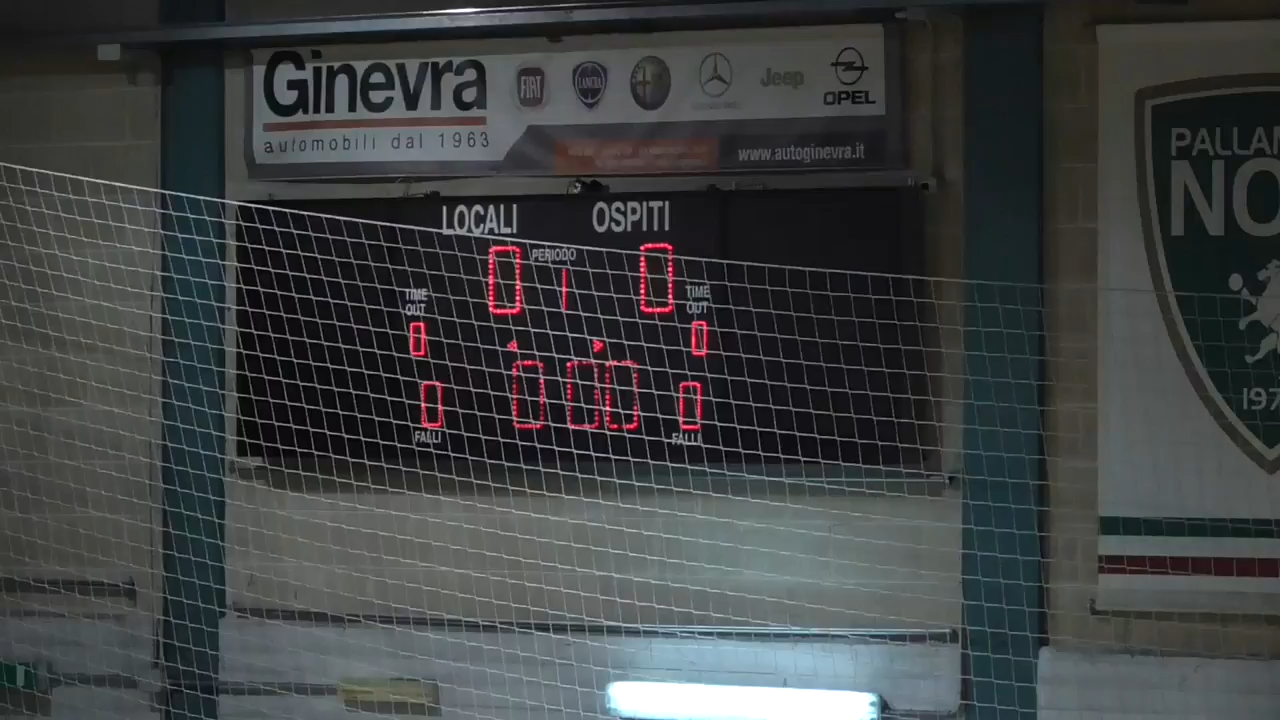 Ginevra
automobili dal 1963
FIAT
LANCIA
Jeep
OPEL
www.autoginevra.it
LOCALI
OSPITI
0
PERIODO
1
0
TIME
OUT
TIME
OUT
0
0
0
0 00
0
FALLI
FALLI
PALLA
NO
197